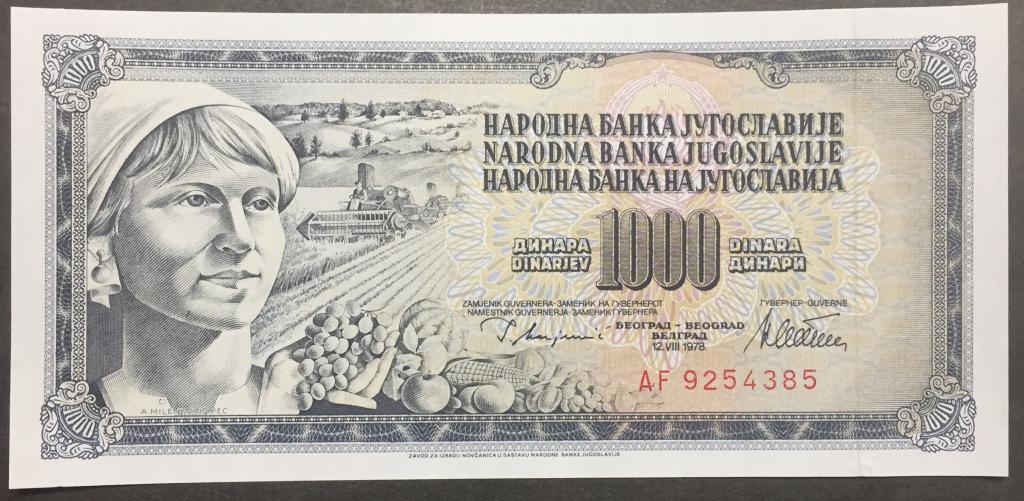 НАРОДНА БАНКА ЈУГОСЛАВИЈЕ
NARODNA BANKA JUGOSLAVIJE
НАРОДНА БАНКА НА ЈУГОСЛАВИЈА
ДИНАРА 1000 DINARA
DINARJEV ДИНАРИ
ZAMJENIK GUVERNERA-ЗАМЕНИК НА ГУВЕРНЕРОТ ГУВЕРНЕР-GUVERNE
NAMESTNIK GUVERNERJA-ЗАМЕНИК ГУВЕРНЕРА
БЕОГРАД - BEOGRAD
БЕЛГРАД
12. VIII 1978.
AF 9254385
ZAVOD ZA IZRADU NOVČANICA U SASTAVU NARODNE BANKE JUGOSLAVIJE